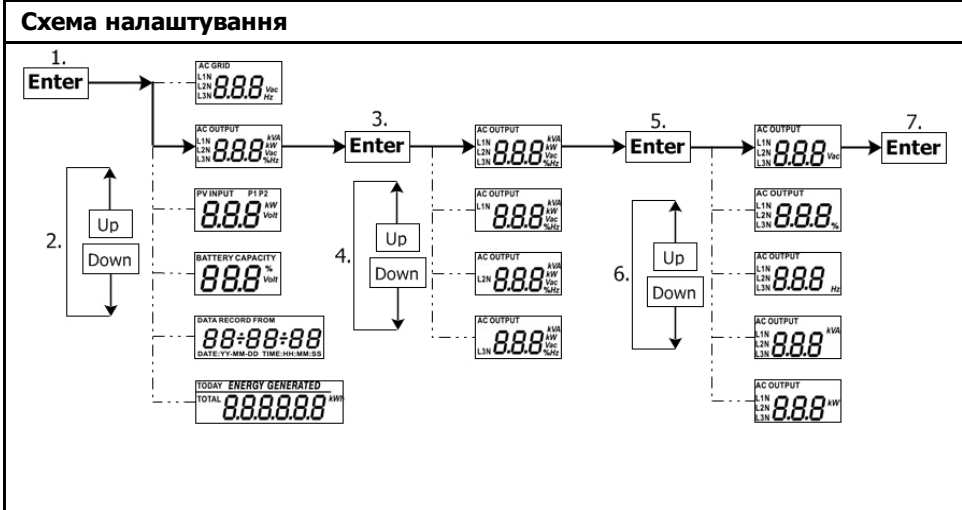 Схема налаштування
1.
Enter
AC GRID
L1N
L2N
L3N
8.8.8
Vac
Hz
AC OUTPUT
L1N
L2N
L3N
8.8.8
kVA
kW
Vac
%Hz
PV INPUT P1 P2
8.8.8
kW
Volt
BATTERY CAPACITY
8.8.8
%
Volt
DATA RECORD FROM
88:88:88
DATE:YY-MM-DD TIME:HH:MM:SS
TODAY ENERGY GENERATED
TOTAL
8.8.8.8.8.8
kWh
2.
Up
Down
3.
Enter
AC OUTPUT
L1N
L2N
L3N
8.8.8
kVA
kW
Vac
%Hz
AC OUTPUT
L1N
8.8.8
kVA
kW
Vac
%Hz
AC OUTPUT
L2N
8.8.8
kVA
kW
Vac
%Hz
AC OUTPUT
L3N
8.8.8
kVA
kW
Vac
%Hz
4.
Up
Down
5.
Enter
AC OUTPUT
L1N
L2N
L3N
8.8.8
Vac
AC OUTPUT
L1N
L2N
L3N
8.8.8
%
AC OUTPUT
L1N
L2N
L3N
8.8.8
Hz
AC OUTPUT
L1N
L2N
L3N
8.8.8
kVA
AC OUTPUT
L1N
L2N
L3N
8.8.8
kW
6.
Up
Down
7.
Enter